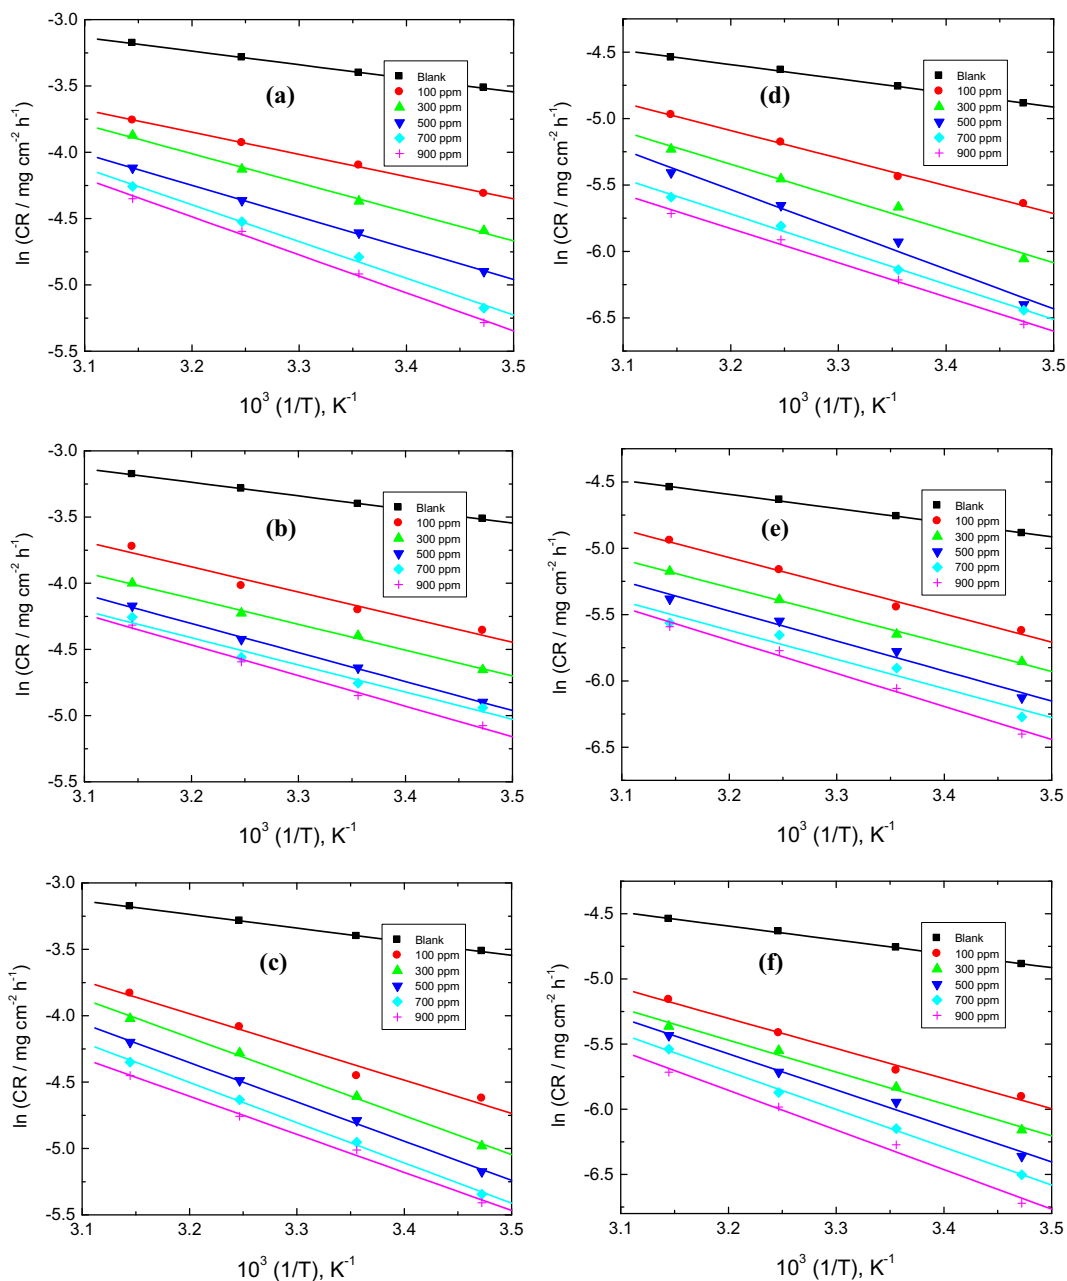 -3.0
-3.5
-4.0
-4.5
-5.0
-5.5
ln (CR / mg cm⁻² h⁻¹)
(a)
Blank
100 ppm
300 ppm
500 ppm
700 ppm
900 ppm
3.1 3.2 3.3 3.4 3.5
10³ (1/T), K⁻¹
-4.5
-5.0
-5.5
-6.0
-6.5
ln (CR / mg cm⁻² h⁻¹)
(d)
Blank
100 ppm
300 ppm
500 ppm
700 ppm
900 ppm
3.1 3.2 3.3 3.4 3.5
10³ (1/T), K⁻¹
-3.0
-3.5
-4.0
-4.5
-5.0
-5.5
ln (CR / mg cm⁻² h⁻¹)
(b)
Blank
100 ppm
300 ppm
500 ppm
700 ppm
900 ppm
3.1 3.2 3.3 3.4 3.5
10³ (1/T), K⁻¹
-4.5
-5.0
-5.5
-6.0
-6.5
ln (CR / mg cm⁻² h⁻¹)
(e)
Blank
100 ppm
300 ppm
500 ppm
700 ppm
900 ppm
3.1 3.2 3.3 3.4 3.5
10³ (1/T), K⁻¹
-3.0
-3.5
-4.0
-4.5
-5.0
-5.5
ln (CR / mg cm⁻² h⁻¹)
(c)
Blank
100 ppm
300 ppm
500 ppm
700 ppm
900 ppm
3.1 3.2 3.3 3.4 3.5
10³ (1/T), K⁻¹
-4.5
-5.0
-5.5
-6.0
-6.5
ln (CR / mg cm⁻² h⁻¹)
(f)
Blank
100 ppm
300 ppm
500 ppm
700 ppm
900 ppm
3.1 3.2 3.3 3.4 3.5
10³ (1/T), K⁻¹